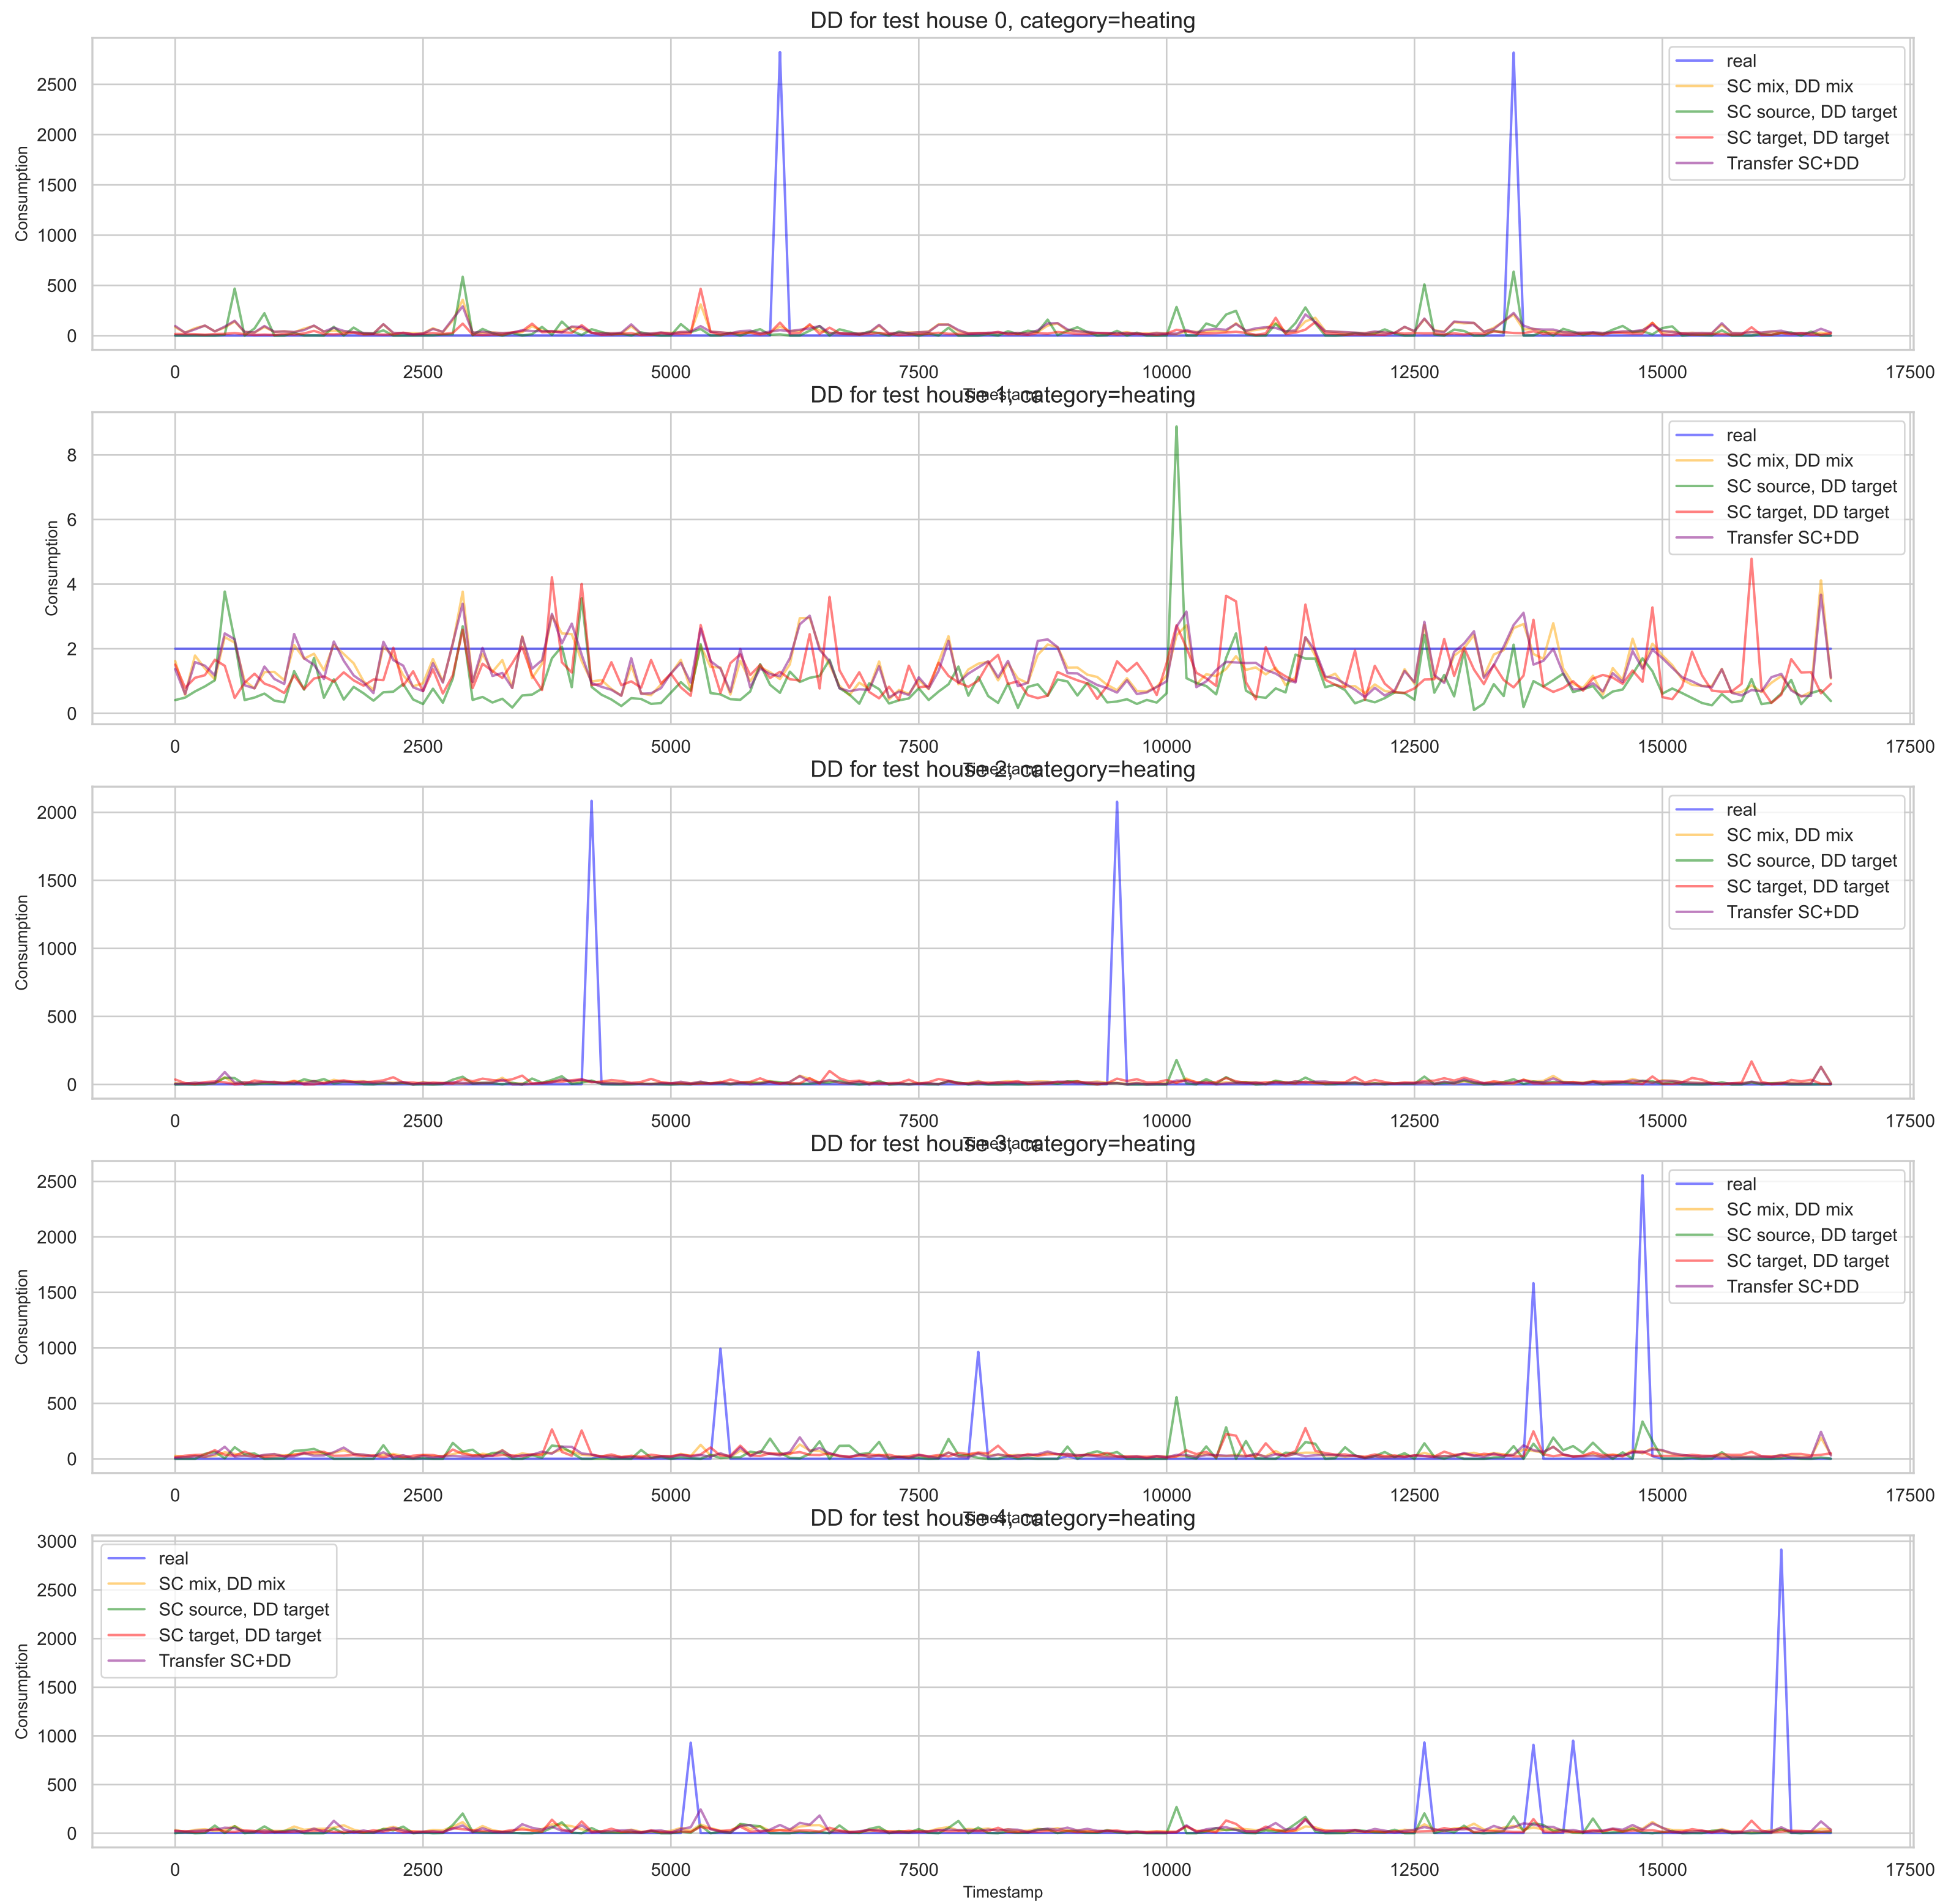 DD for test house 0, category=heating
Consumption
2500
2000
1500
1000
500
0
real
SC mix, DD mix
SC source, DD target
SC target, DD target
Transfer SC+DD
0 2500 5000 7500 10000 12500 15000 17500
Timestamp
DD for test house 1, category=heating
Consumption
8
6
4
2
0
real
SC mix, DD mix
SC source, DD target
SC target, DD target
Transfer SC+DD
0 2500 5000 7500 10000 12500 15000 17500
Timestamp
DD for test house 2, category=heating
Consumption
2000
1500
1000
500
0
real
SC mix, DD mix
SC source, DD target
SC target, DD target
Transfer SC+DD
0 2500 5000 7500 10000 12500 15000 17500
Timestamp
DD for test house 3, category=heating
Consumption
2500
2000
1500
1000
500
0
real
SC mix, DD mix
SC source, DD target
SC target, DD target
Transfer SC+DD
0 2500 5000 7500 10000 12500 15000 17500
Timestamp
DD for test house 4, category=heating
Consumption
3000
2500
2000
1500
1000
500
0
real
SC mix, DD mix
SC source, DD target
SC target, DD target
Transfer SC+DD
0 2500 5000 7500 10000 12500 15000 17500
Timestamp